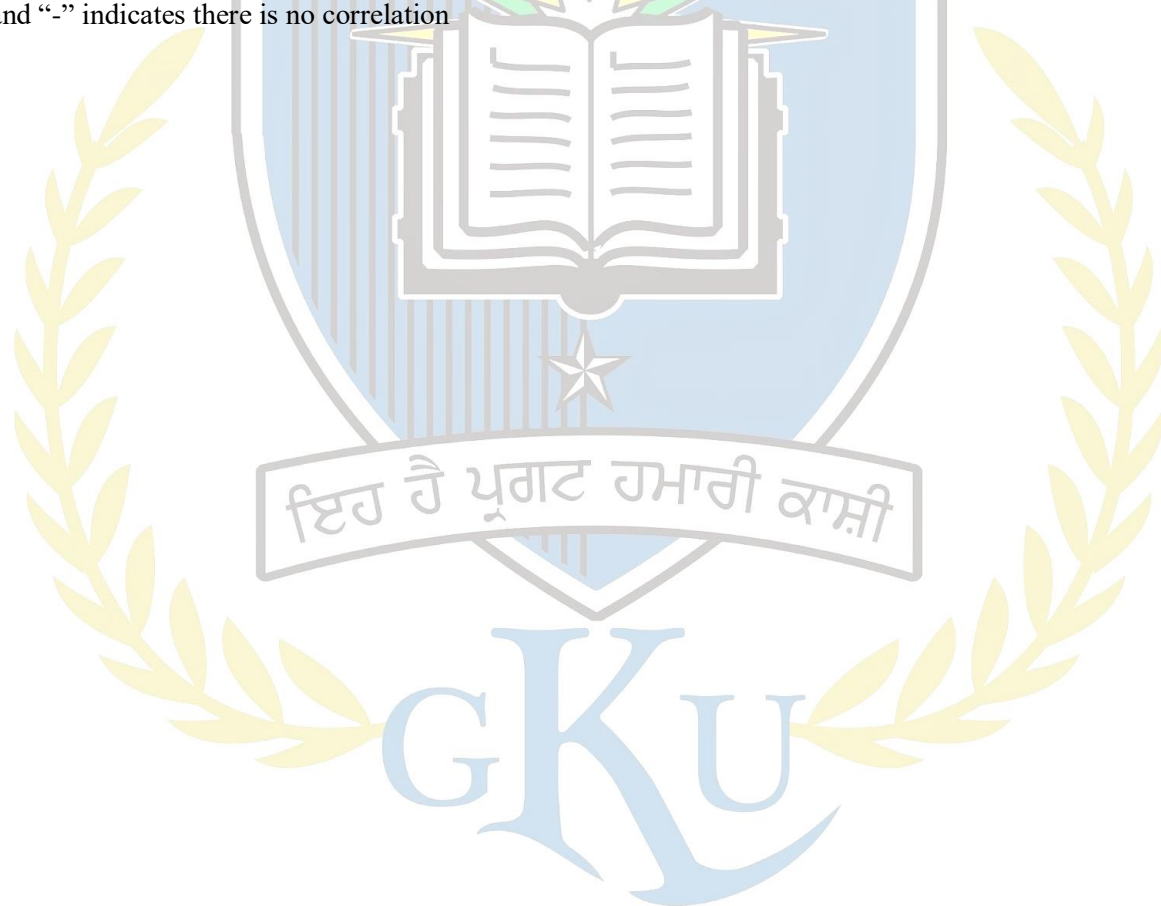 and “-” indicates there is no correlation
ਇਹ ਹੈ ਪ੍ਰਗਟ ਹਮਾਰੀ ਕਾਸ਼ੀ
GKU